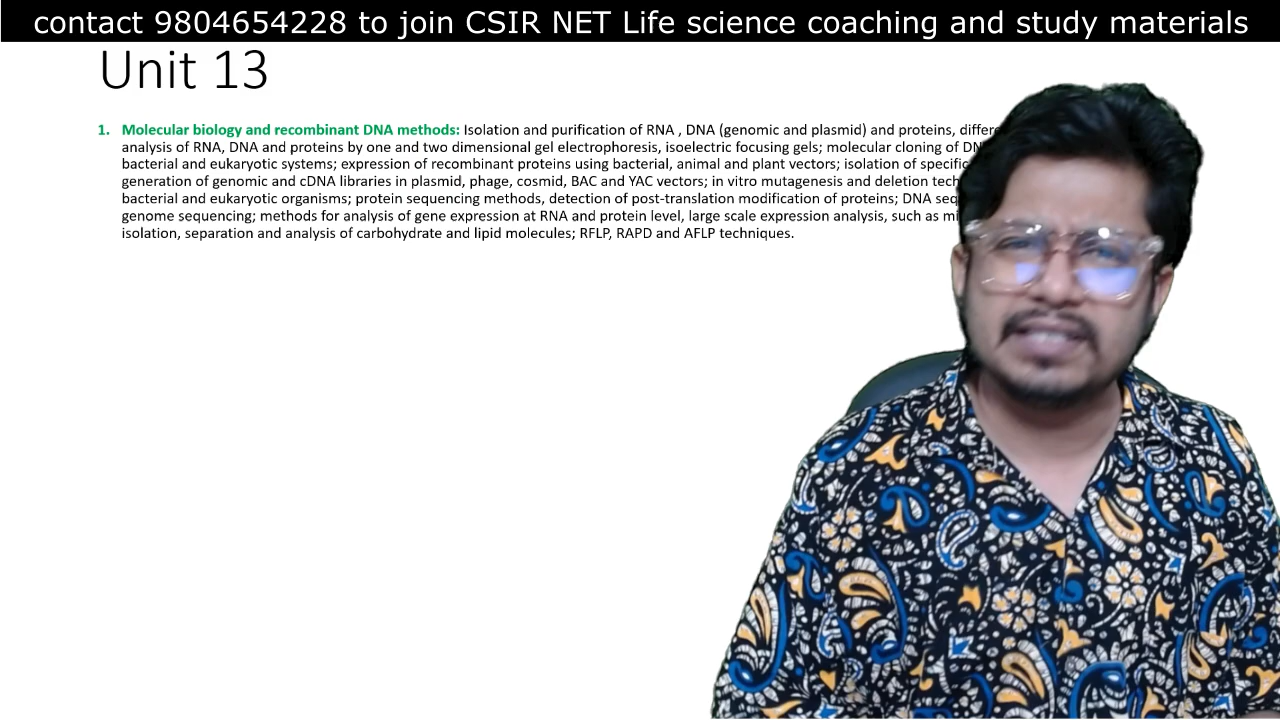 contact 9804654228 to join CSIR NET Life science coaching and study materials
Unit 13
1. Molecular biology and recombinant DNA methods: Isolation and purification of RNA , DNA (genomic and plasmid) and proteins,
analysis of RNA, DNA and proteins by one and two dimensional gel electrophoresis, isoelectric focusing gels; molecular cloning of
bacterial and eukaryotic systems; expression of recombinant proteins using bacterial, animal and plant vectors; isolation of
generation of genomic and cDNA libraries in plasmid, phage, cosmid, BAC and YAC vectors; in vitro mutagenesis and deletion
bacterial and eukaryotic organisms; protein sequencing methods, detection of post-translation modification of proteins; DNA
genome sequencing; methods for analysis of gene expression at RNA and protein level, large scale expression analysis, such as
isolation, separation and analysis of carbohydrate and lipid molecules; RFLP, RAPD and AFLP techniques.